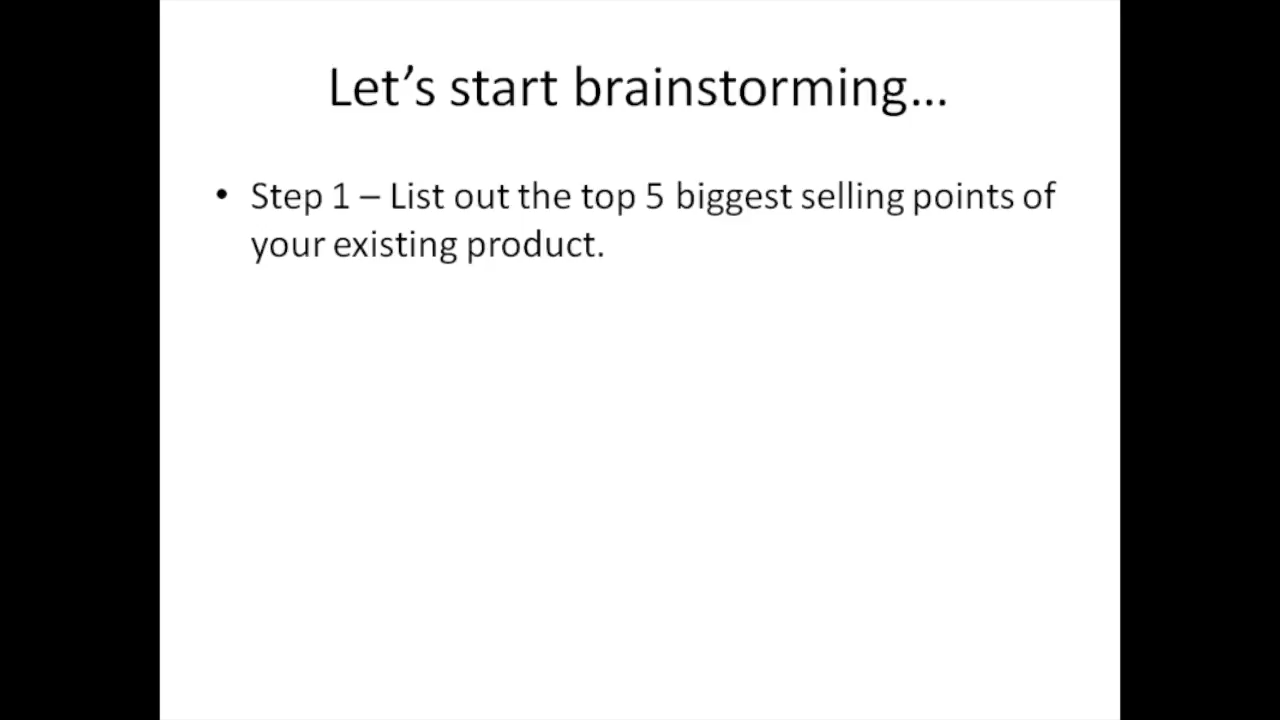 Let’s start brainstorming…
• Step 1 – List out the top 5 biggest selling points of
your existing product.